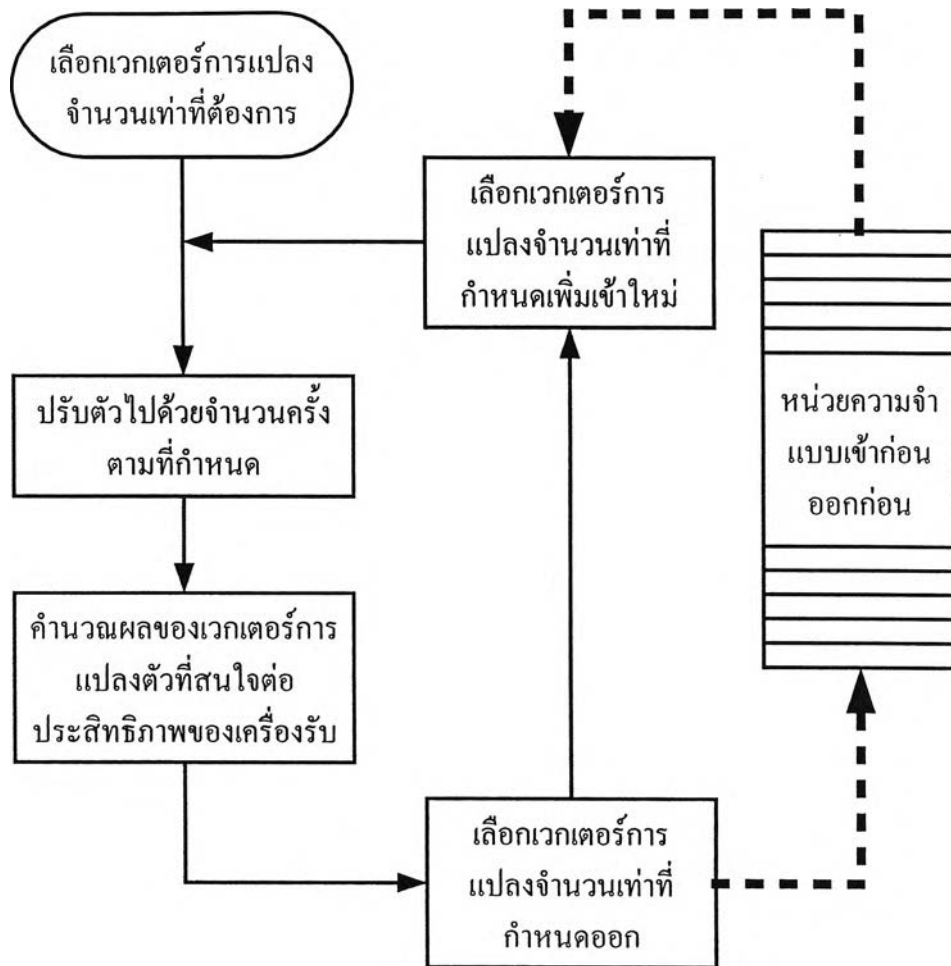 เลือกเวกเตอร์การแปลง
จำนวนเท่าที่ต้องการ
เลือกเวกเตอร์การ
แปลงจำนวนเท่าที่
กำหนดเพิ่มเข้าใหม่
ปรับตัวไปด้วยจำนวนครั้ง
ตามที่กำหนด
หน่วยความจำ
แบบเข้าก่อน
ออกก่อน
คำนวณผลของเวกเตอร์การ
แปลงตัวที่สนใจต่อ
ประสิทธิภาพของเครื่องรับ
เลือกเวกเตอร์การ
แปลงจำนวนเท่าที่
กำหนดออก